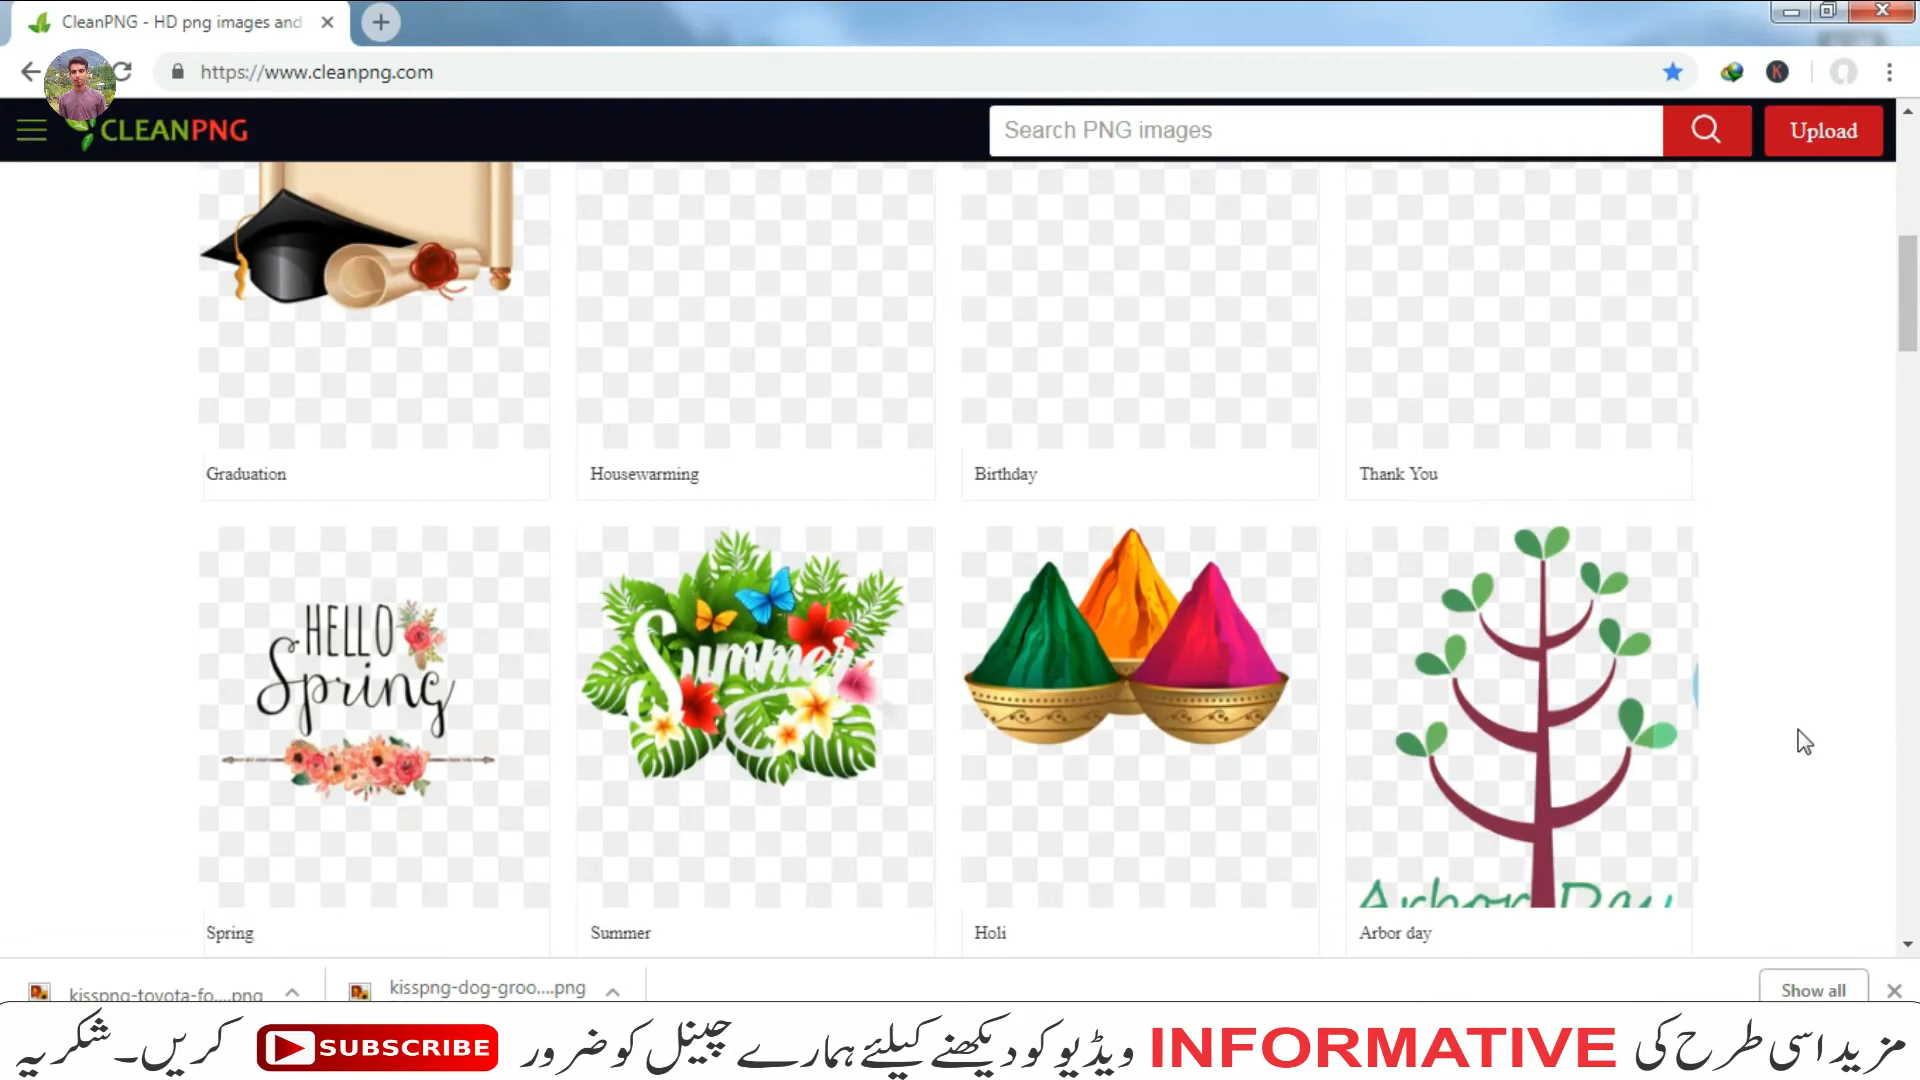 CleanPNG - HD png images and
https://www.cleanpng.com
CLEANPNG
Search PNG images
Upload
Graduation
Housewarming
Birthday
Thank You
HELLO
Spring
Summer
Arbor Day
Spring
Summer
Holi
Arbor day
kisspng-toyota-fo....png
kisspng-dog-groo....png
Show all
مزید اسی طرح کی INFORMATIVE ویڈیو کو دیکھنے کیلئے ہمارے چینل کو ضرور SUBSCRIBE کریں۔ شکریہ